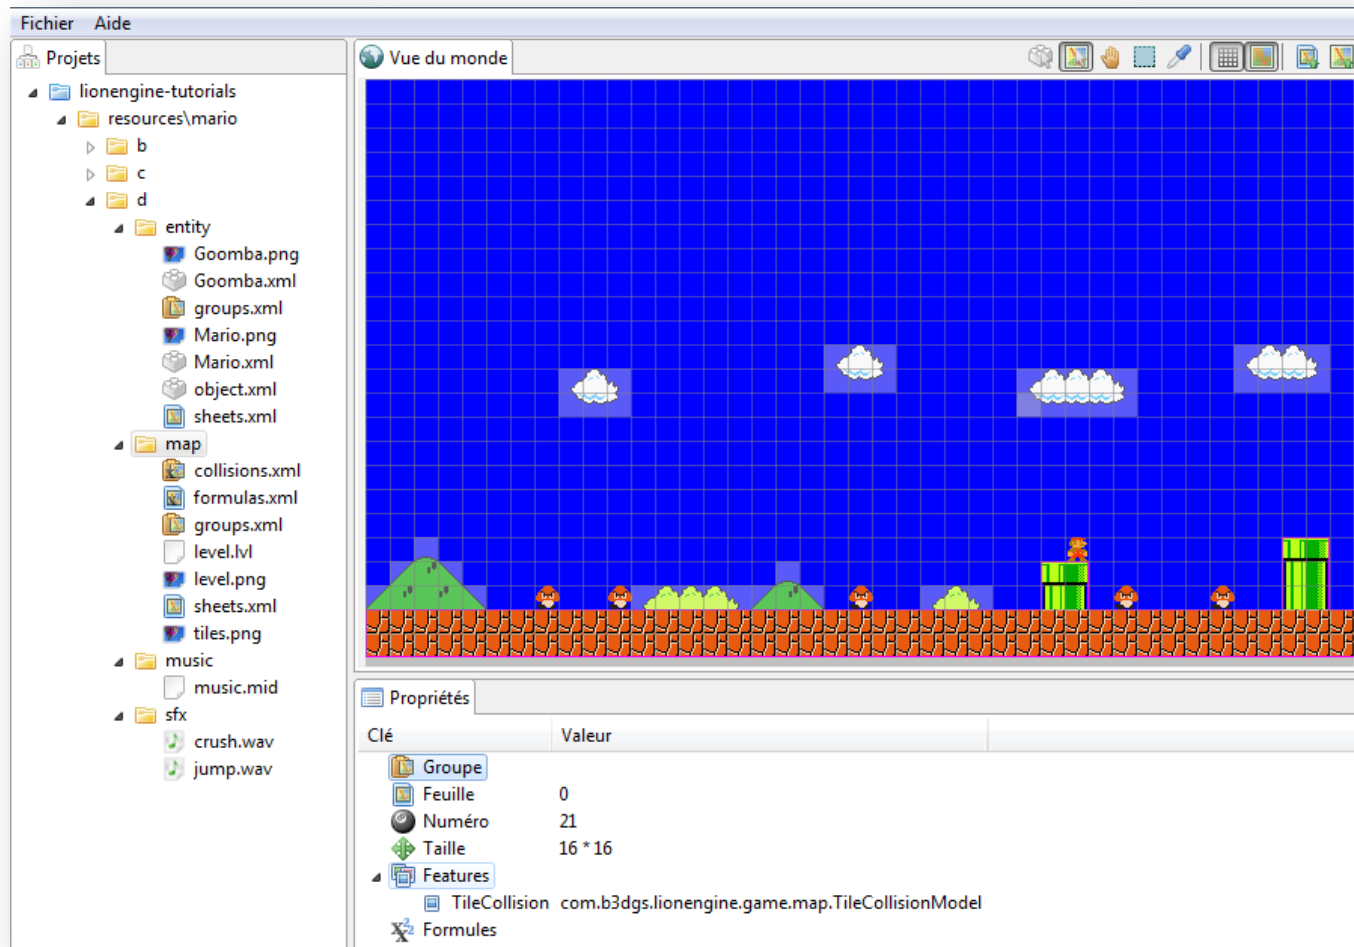 Fichier Aide
Projets
lionengine-tutorials
resources\mario
b
c
d
entity
Goomba.png
Goomba.xml
groups.xml
Mario.png
Mario.xml
object.xml
sheets.xml
map
collisions.xml
formulas.xml
groups.xml
level.lvl
level.png
sheets.xml
tiles.png
music
music.mid
sfx
crush.wav
jump.wav
Vue du monde
Propriétés
Clé Valeur
Groupe
Feuille 0
Numéro 21
Taille 16 * 16
Features
TileCollision com.b3dgs.lionengine.game.map.TileCollisionModel
Formules